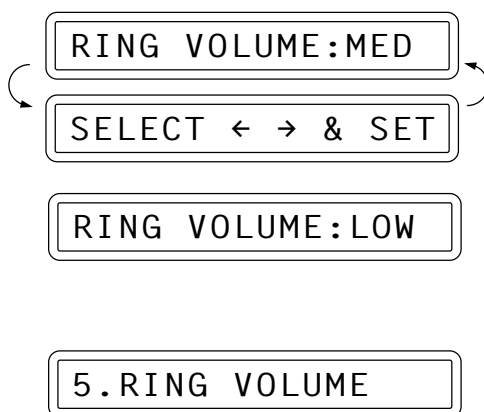 RING VOLUME:MED
SELECT ← → & SET
RING VOLUME:LOW
5.RING VOLUME